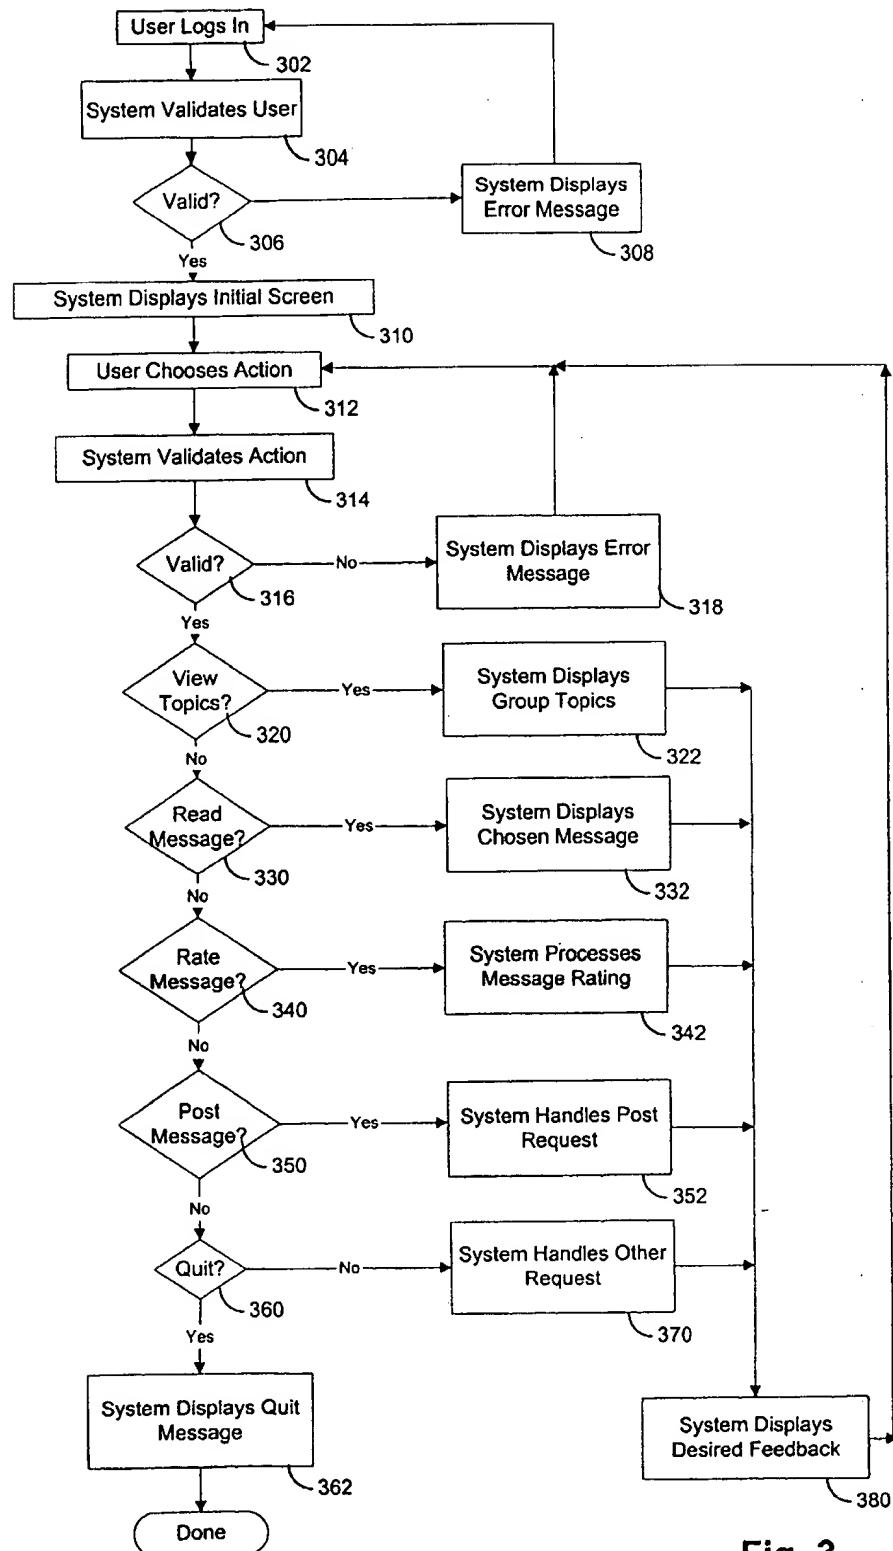 User Logs In
302
System Validates User
304
Valid?
306
System Displays
Error Message
308
Yes
System Displays Initial Screen
310
User Chooses Action
312
System Validates Action
314
Valid?
316
No
System Displays Error
Message
318
Yes
View
Topics?
320
Yes
System Displays
Group Topics
322
No
Read
Message?
330
Yes
System Displays
Chosen Message
332
No
Rate
Message?
340
Yes
System Processes
Message Rating
342
No
Post
Message?
350
Yes
System Handles Post
Request
352
No
Quit?
360
No
System Handles Other
Request
370
Yes
System Displays Quit
Message
362
System Displays
Desired Feedback
380
Done
Fig. 3